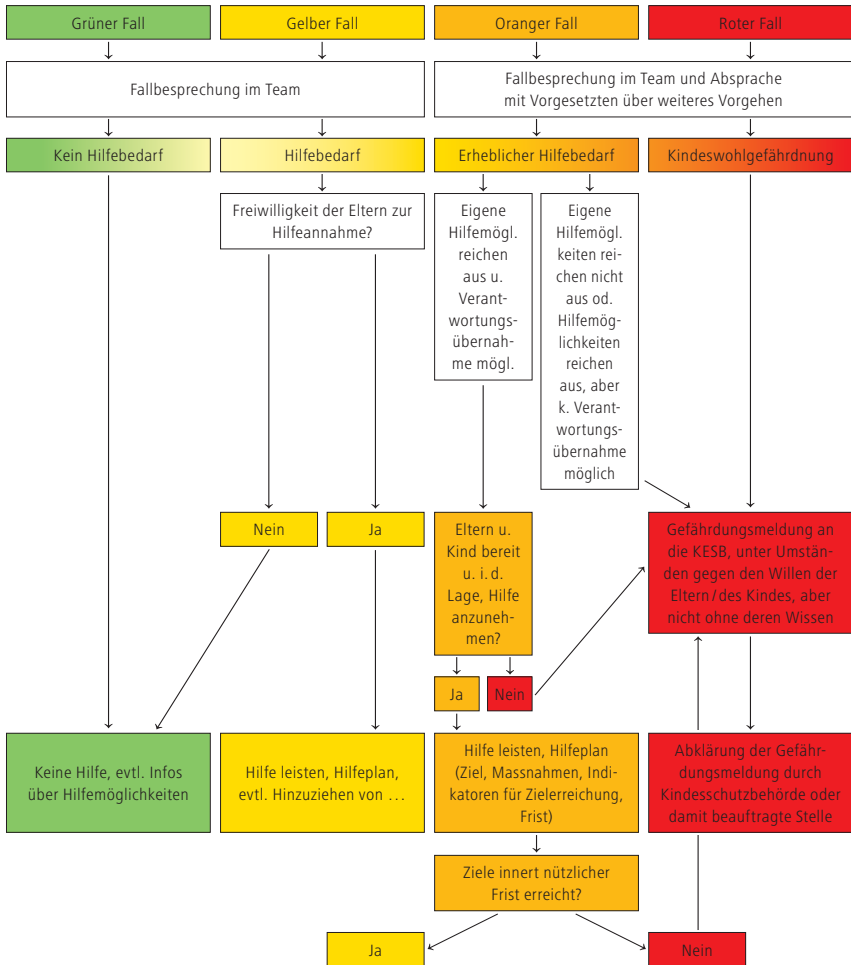 Grüner Fall
Gelber Fall
Oranger Fall
Roter Fall
Fallbesprechung im Team
Fallbesprechung im Team und Absprache
mit Vorgesetzten über weiteres Vorgehen
Kein Hilfebedarf
Hilfebedarf
Erheblicher Hilfebedarf
Kindeswohlgefährdnung
Freiwilligkeit der Eltern zur
Hilfeannahme?
Eigene
Hilfemögl.
reichen
aus u.
Verant-
wortungs-
übernah-
me mögl.
Eigene
Hilfemögl.
keiten rei-
chen nicht
aus od.
Hilfemög-
lichkeiten
reichen
aus, aber
k. Verant-
wortungs-
übernahme
möglich
Nein
Ja
Eltern u.
Kind bereit
u. i. d.
Lage, Hilfe
anzuneh-
men?
Gefährdungsmeldung an
die KESB, unter Umstän-
den gegen den Willen der
Eltern / des Kindes, aber
nicht ohne deren Wissen
Ja
Nein
Keine Hilfe, evtl. Infos
über Hilfemöglichkeiten
Hilfe leisten, Hilfeplan,
evtl. Hinzuziehen von …
Hilfe leisten, Hilfeplan
(Ziel, Massnahmen, Indi-
katoren für Zielerreichung,
Frist)
Abklärung der Gefähr-
dungsmeldung durch
Kindesschutzbehörde oder
damit beauftragte Stelle
Ziele innert nützlicher
Frist erreicht?
Ja
Nein